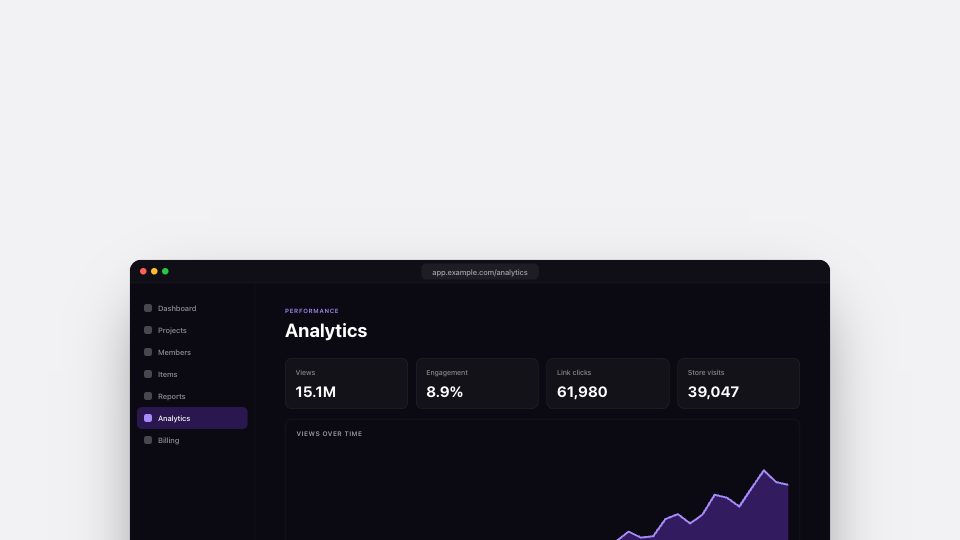 app.example.com/analytics
Dashboard
Projects
Members
Items
Reports
Analytics
Billing
PERFORMANCE
Analytics
Views
15.1M
Engagement
8.9%
Link clicks
61,980
Store visits
39,047
VIEWS OVER TIME